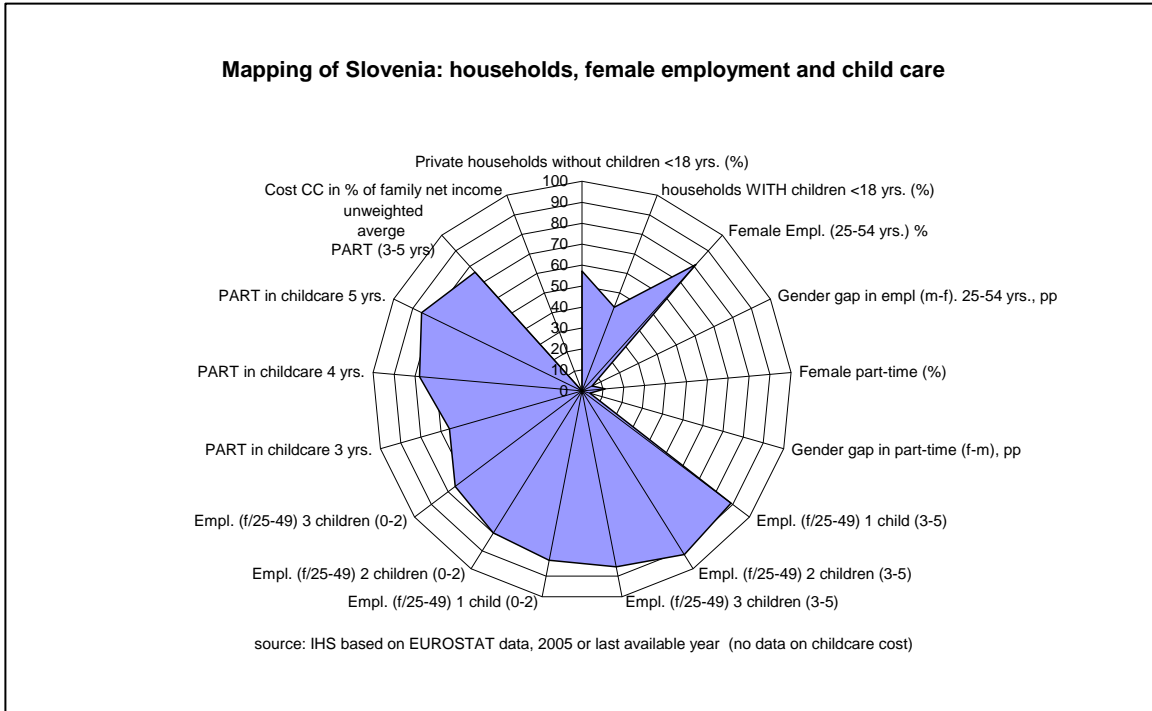 Mapping of Slovenia: households, female employment and child care
Private households without children <18 yrs. (%)
households WITH children <18 yrs. (%)
Female Empl. (25-54 yrs.) %
Gender gap in empl (m-f). 25-54 yrs., pp
Female part-time (%)
Gender gap in part-time (f-m), pp
Empl. (f/25-49) 1 child (3-5)
Empl. (f/25-49) 2 children (3-5)
Empl. (f/25-49) 3 children (3-5)
Empl. (f/25-49) 1 child (0-2)
Empl. (f/25-49) 2 children (0-2)
Empl. (f/25-49) 3 children (0-2)
PART in childcare 3 yrs.
PART in childcare 4 yrs.
PART in childcare 5 yrs.
unweighted
averge
PART (3-5 yrs)
Cost CC in % of family net income
100
90
80
70
60
50
40
30
20
10
0
source: IHS based on EUROSTAT data, 2005 or last available year (no data on childcare cost)